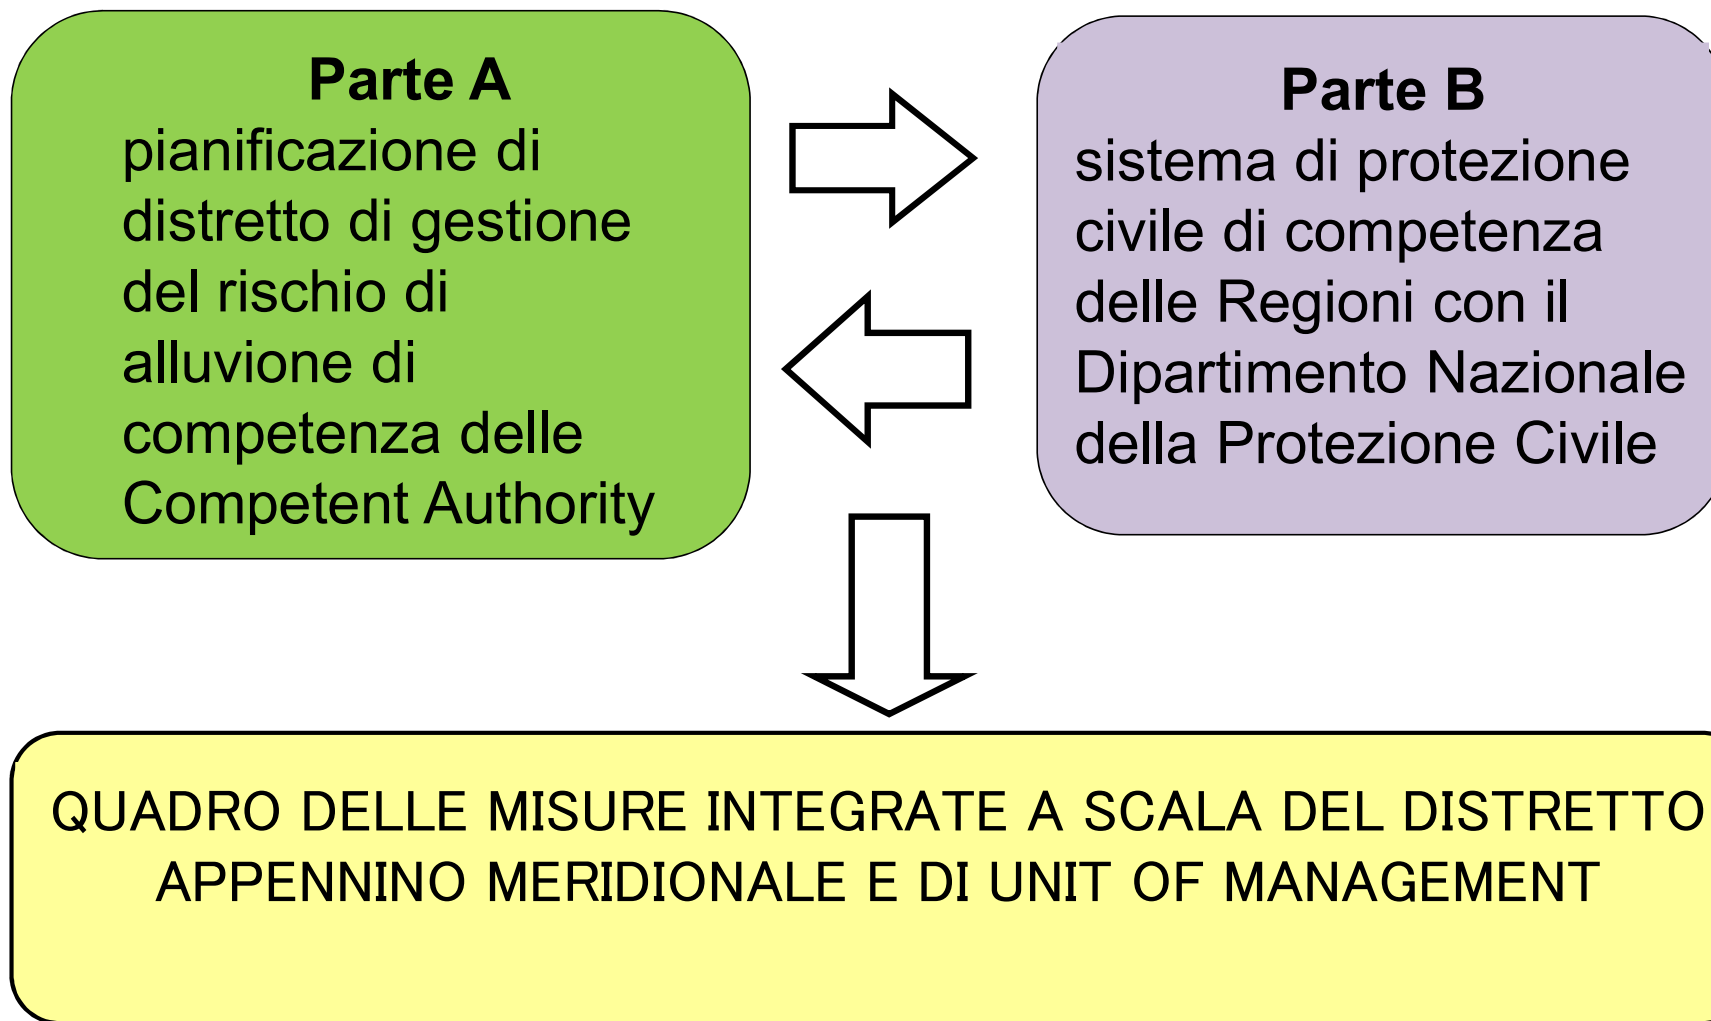 Parte A
pianificazione di
distretto di gestione
del rischio di
alluvione di
competenza delle
Competent Authority
Parte B
sistema di protezione
civile di competenza
delle Regioni con il
Dipartimento Nazionale
della Protezione Civile
QUADRO DELLE MISURE INTEGRATE A SCALA DEL DISTRETTO
APPENNINO MERIDIONALE E DI UNIT OF MANAGEMENT